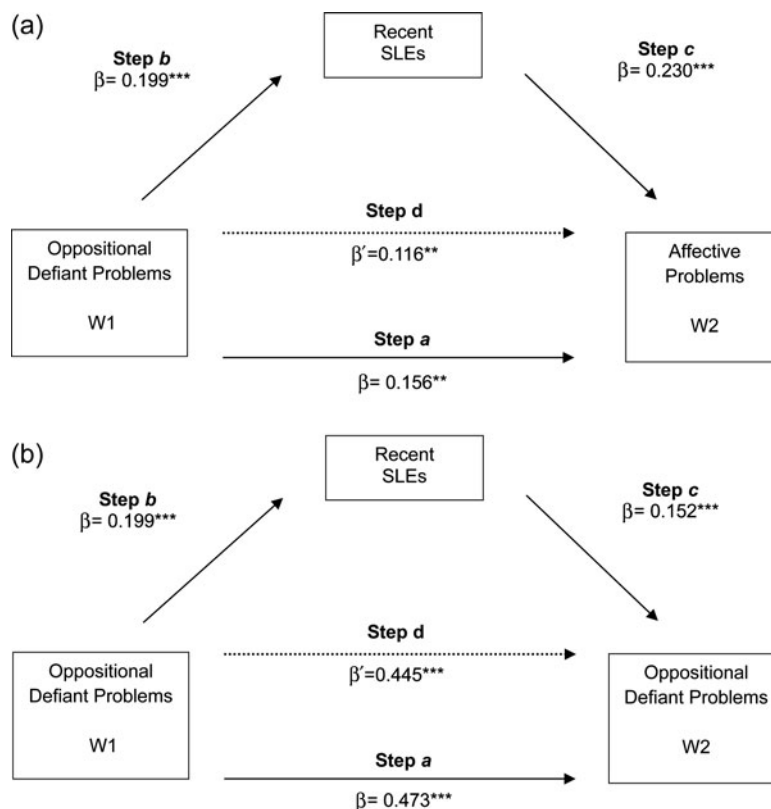 (a)
Recent
SLEs
Step b
β= 0.199***
Step c
β= 0.230***
Oppositional
Defiant Problems
W1
Step d
β′=0.116**
Step a
β= 0.156**
Affective
Problems
W2
(b)
Recent
SLEs
Step b
β= 0.199***
Step c
β= 0.152***
Oppositional
Defiant Problems
W1
Step d
β′=0.445***
Step a
β= 0.473***
Oppositional
Defiant Problems
W2